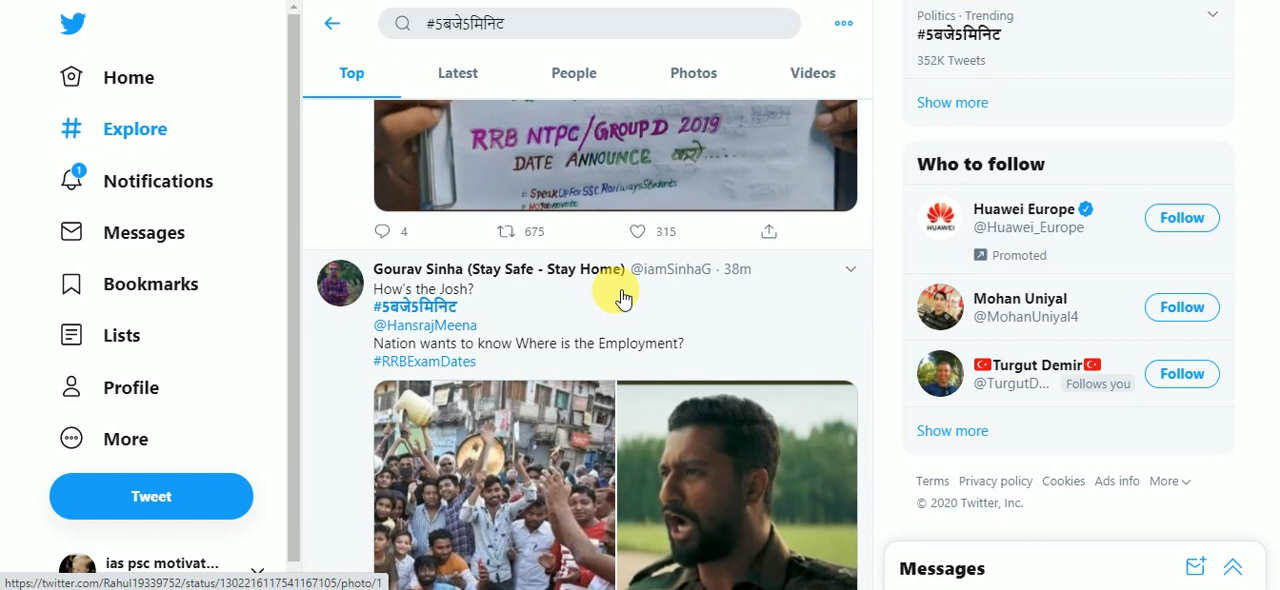 Home
Explore
1
Notifications
Messages
Bookmarks
Lists
Profile
More
Tweet
ias psc motivat...
https://twitter.com/Rahul19339752/status/1302216117541167105/photo/1
#5बजे5मिनिट
Top
Latest
People
Photos
Videos
RRB NTPC/GROUP D 2019
DATE ANNOUNCE करो....
# SpeakUpForSSC RailwaysStudents
4
675
315
Gourav Sinha (Stay Safe - Stay Home) @iamSinhaG · 38m
How's the Josh?
#5बजे5मिनिट
@HansrajMeena
Nation wants to know Where is the Employment?
#RRBExamDates
Politics · Trending
#5बजे5मिनिट
352K Tweets
Show more
Who to follow
HUAWEI
Huawei Europe
@Huawei_Europe
Promoted
Follow
Mohan Uniyal
@MohanUniyal4
Follow
Turgut Demir
@TurgutD... Follows you
Follow
Show more
Terms Privacy policy Cookies Ads info More
© 2020 Twitter, Inc.
Messages